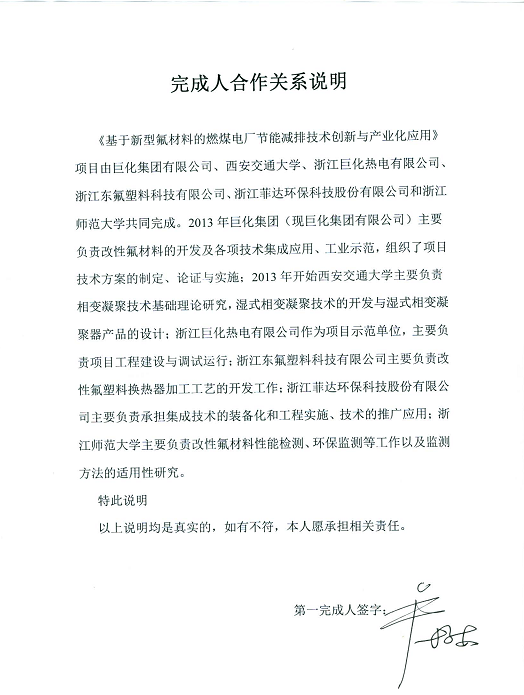 完成人合作关系说明
《基于新型氟材料的燃煤电厂节能减排技术创新与产业化应用》
项目由巨化集团有限公司、西安交通大学、浙江巨化热电有限公司、
浙江东氟塑料科技有限公司、浙江菲达环保科技股份有限公司和浙江
师范大学共同完成。2013 年巨化集团（现巨化集团有限公司）主要
负责改性氟材料的开发及各项技术集成应用、工业示范，组织了项目
技术方案的制定、论证与实施；2013 年开始西安交通大学主要负责
相变凝聚技术基础理论研究，湿式相变凝聚技术的开发与湿式相变凝
聚器产品的设计；浙江巨化热电有限公司作为项目示范单位，主要负
责项目工程建设与调试运行；浙江东氟塑料科技有限公司主要负责改
性氟塑料换热器加工工艺的开发工作；浙江菲达环保科技股份有限公
司主要负责承担集成技术的装备化和工程实施、技术的推广应用；浙
江师范大学主要负责改性氟材料性能检测、环保监测等工作以及监测
方法的适用性研究。
特此说明
以上说明均是真实的，如有不符，本人愿承担相关责任。
第一完成人签字：